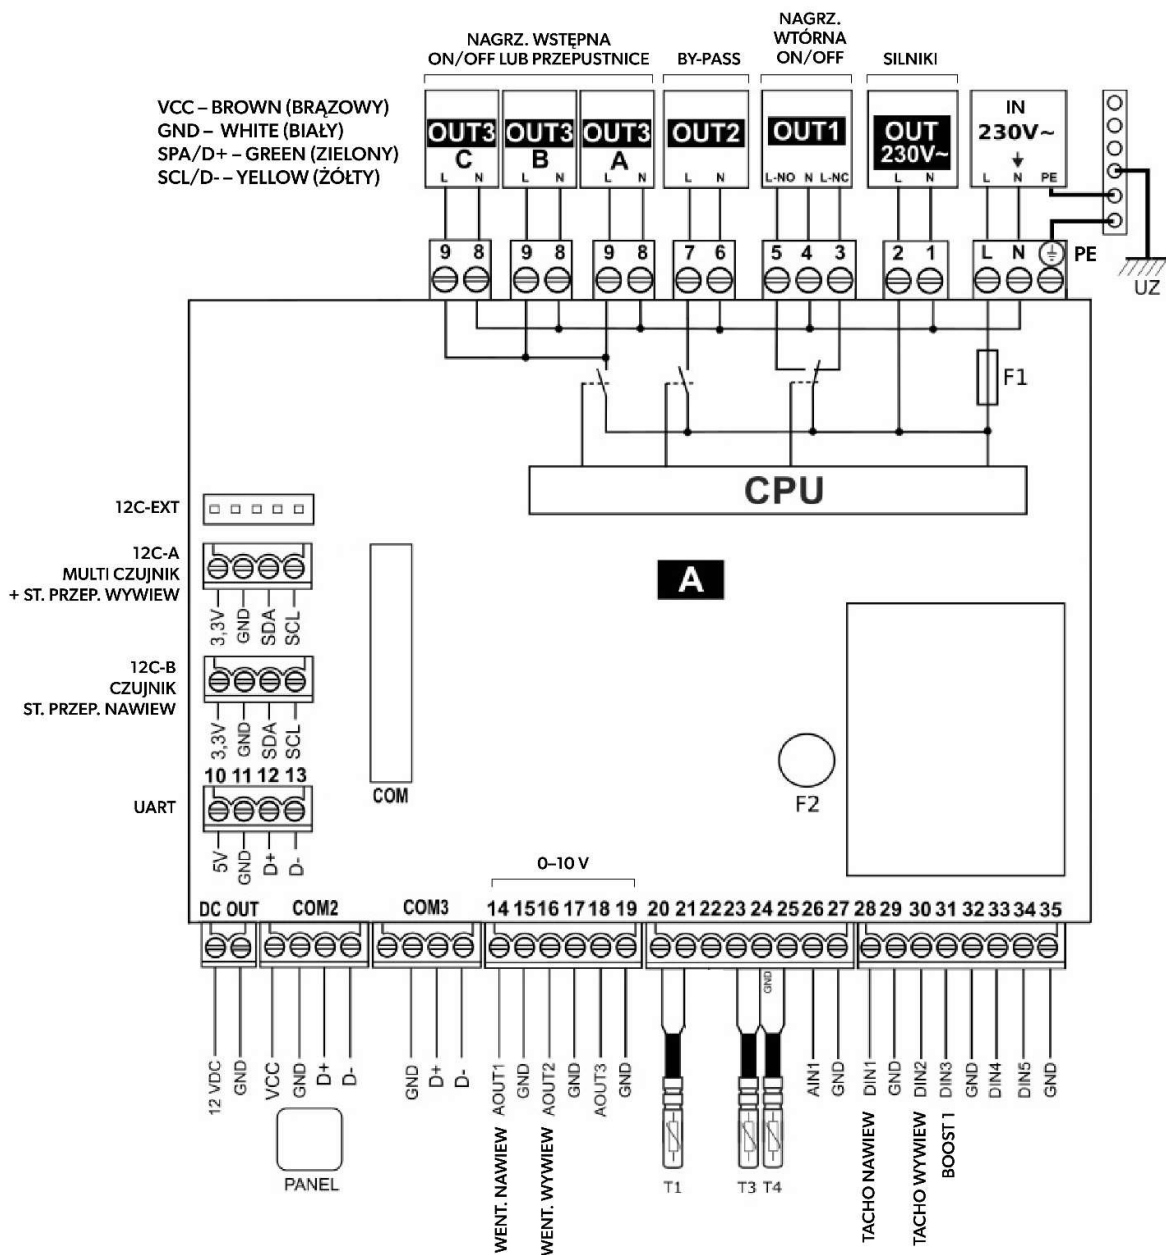 NAGRZ. WSTĘPNA
ON/OFF LUB PRZEPUSTNICE
BY-PASS
NAGRZ.
WTÓRNA
ON/OFF
SILNIKI
VCC – BROWN (BRĄZOWY)
GND – WHITE (BIAŁY)
SPA/D+ – GREEN (ZIELONY)
SCL/D- – YELLOW (ŻÓŁTY)
OUT3
C
L N
OUT3
B
L N
OUT3
A
L N
OUT2
L N
OUT1
L-NO N L-NC
OUT
230V~
L N
IN
230V~
L N PE
9 8
9 8
9 8
7 6
5 4 3
2 1
L N
PE
UZ
F1
CPU
12C-EXT
12C-A
MULTI CZUJNIK
+ ST. PRZEP. WYWIEW
3,3V GND SDA SCL
A
12C-B
CZUJNIK
ST. PRZEP. NAWIEW
3,3V GND SDA SCL
10 11 12 13
UART
5V GND D+ D-
COM
F2
0–10 V
DC OUT COM2 COM3 14 15 16 17 18 19 20 21 22 23 24 25 26 27 28 29 30 31 32 33 34 35
GND
12 VDC GND VCC GND D+ D- GND D+ D- AOUT1 GND AOUT2 GND AOUT3 GND AIN1 GND DIN1 GND DIN2 DIN3 GND DIN4 DIN5 GND
PANEL
WENT. NAWIEW
WENT. WYWIEW
T1 T3 T4
TACHO NAWIEW
TACHO WYWIEW
BOOST 1